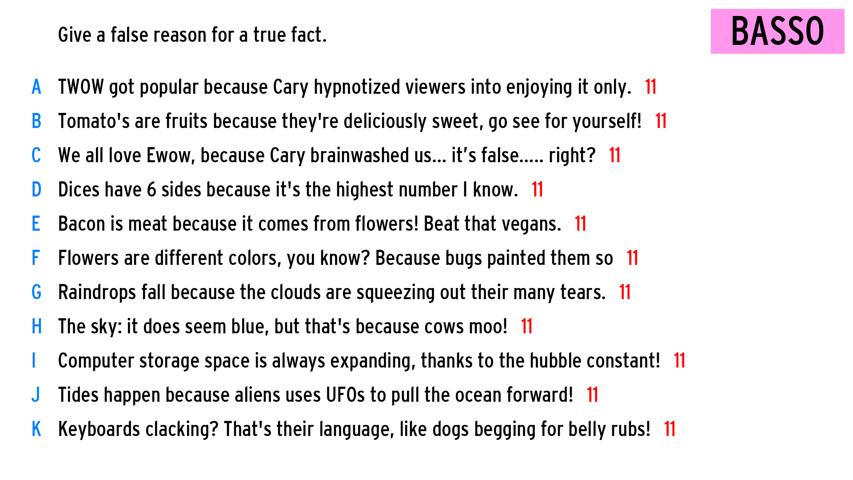 Give a false reason for a true fact.
BASSO
A TWOW got popular because Cary hypnotized viewers into enjoying it only. 11
B Tomato's are fruits because they're deliciously sweet, go see for yourself! 11
C We all love Ewow, because Cary brainwashed us... it’s false..... right? 11
D Dices have 6 sides because it's the highest number I know. 11
E Bacon is meat because it comes from flowers! Beat that vegans. 11
F Flowers are different colors, you know? Because bugs painted them so 11
G Raindrops fall because the clouds are squeezing out their many tears. 11
H The sky: it does seem blue, but that's because cows moo! 11
I Computer storage space is always expanding, thanks to the hubble constant! 11
J Tides happen because aliens uses UFOs to pull the ocean forward! 11
K Keyboards clacking? That's their language, like dogs begging for belly rubs! 11